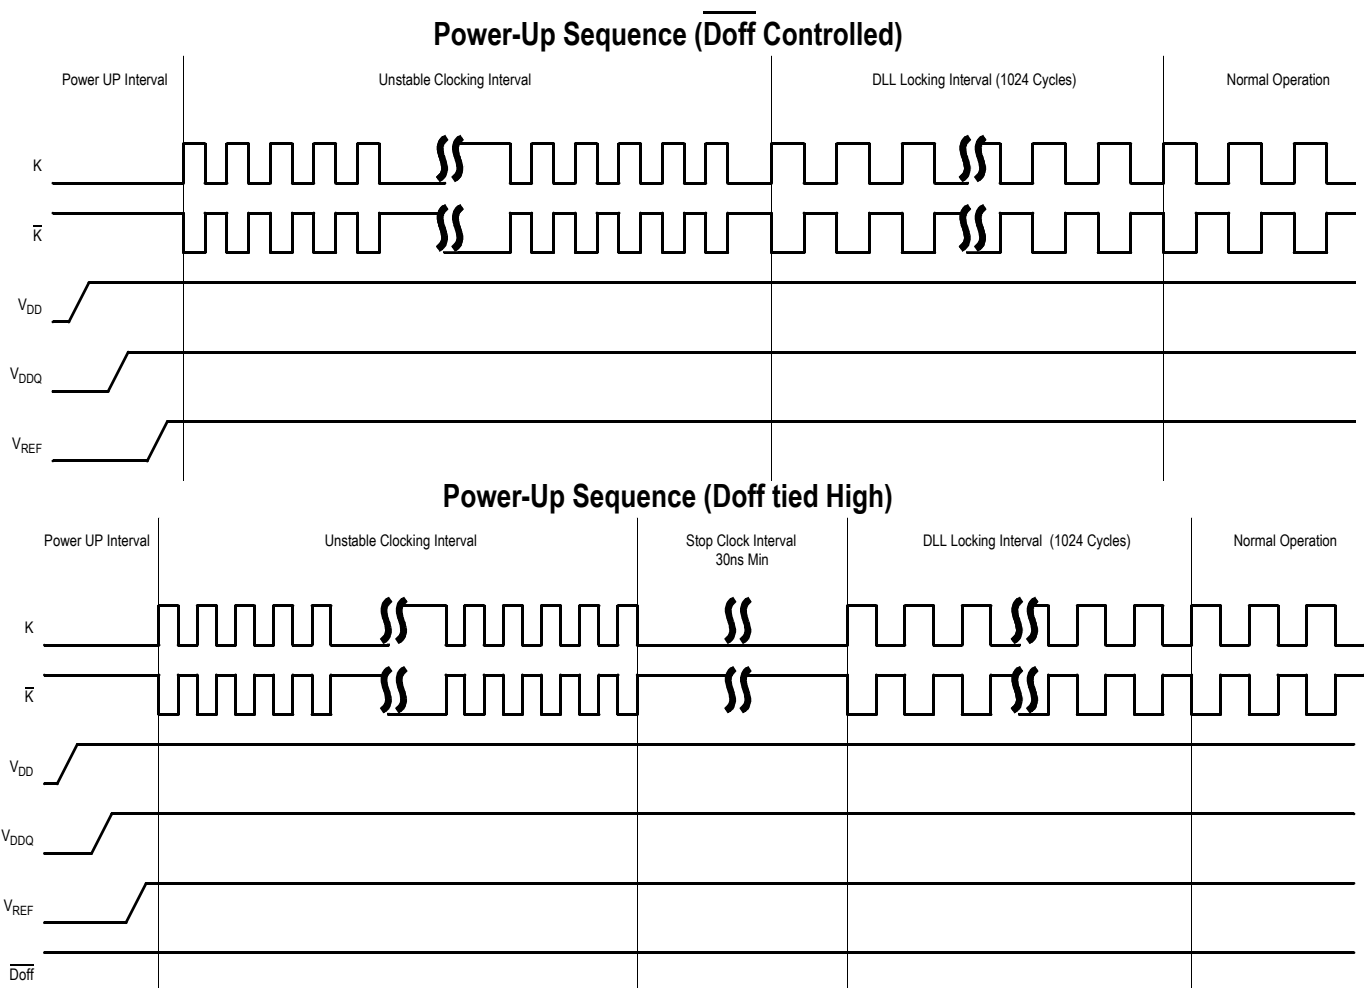 Power-Up Sequence (D̅o̅f̅f̅ Controlled)
Power UP Interval
Unstable Clocking Interval
DLL Locking Interval (1024 Cycles)
Normal Operation
K
K̅
VDD
VDDQ
VREF
Power-Up Sequence (Doff tied High)
Power UP Interval
Unstable Clocking Interval
Stop Clock Interval
30ns Min
DLL Locking Interval (1024 Cycles)
Normal Operation
K
K̅
VDD
VDDQ
VREF
D̅o̅f̅f̅